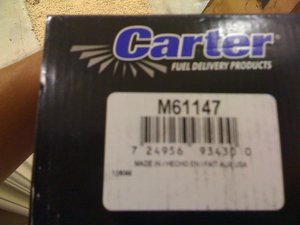 Carter
FUEL DELIVERY PRODUCTS
M61147
7 24956 93430 0
MADE IN / HECHO EN / FAIT AUX USA